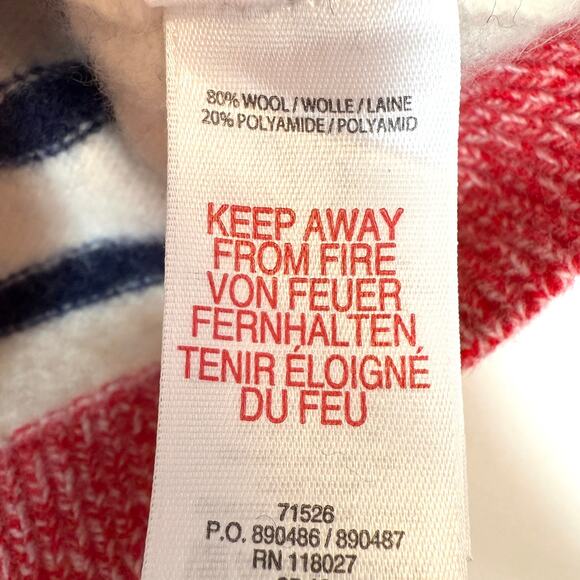 80% WOOL / WOLLE / LAINE
20% POLYAMIDE / POLYAMID
KEEP AWAY
FROM FIRE
VON FEUER
FERNHALTEN
TENIR ÉLOIGNÉ
DU FEU
71526
P.O. 890486 / 890487
RN 118027